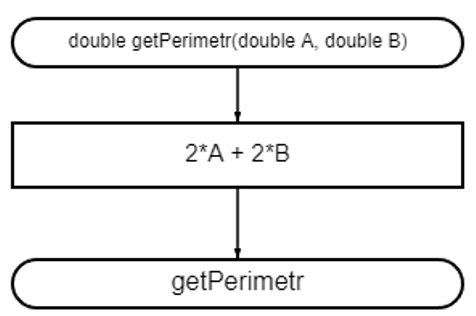 double getPerimetr(double A, double B)
2*A + 2*B
getPerimetr